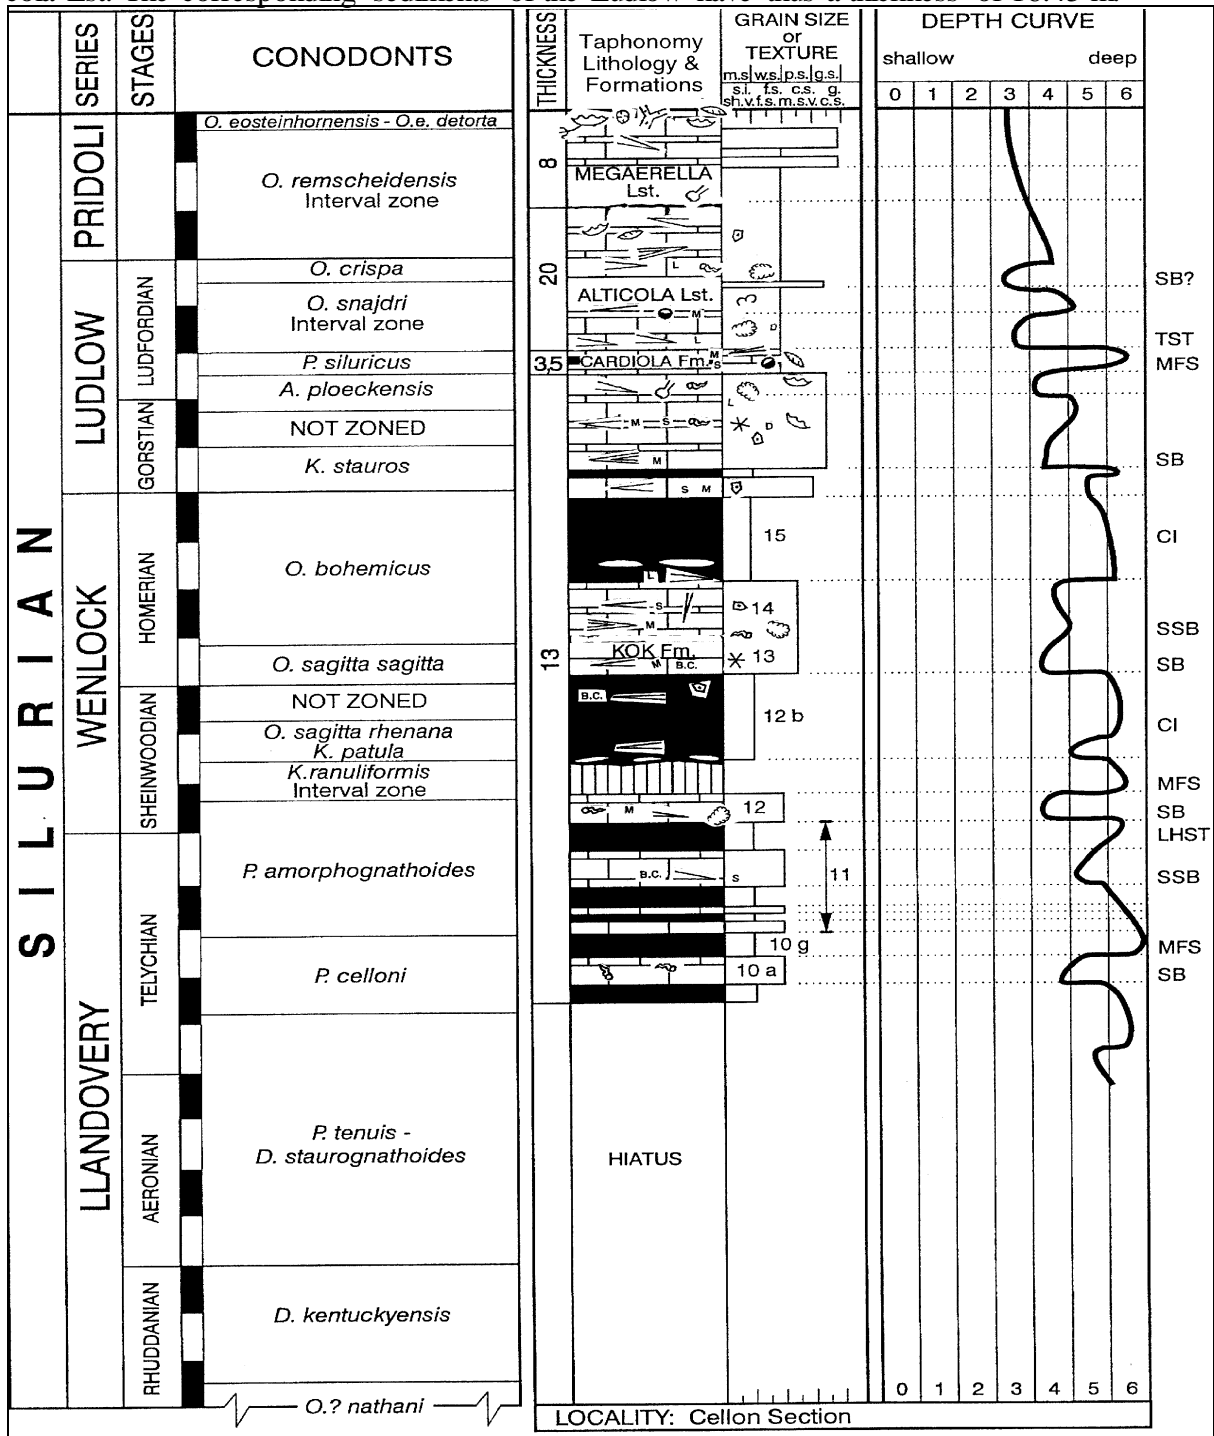 SERIES
STAGES
CONODONTS
THICKNESS
Taphonomy
Lithology &
Formations
GRAIN SIZE
or
TEXTURE
m.s w.s. p.s. g.s.
s.i. f.s. c.s. g.
sh. v.f.s. m.s. v.c.s.
DEPTH CURVE
shallow deep
0 1 2 3 4 5 6
SILURIAN
PRIDOLI
LUDLOW
WENLOCK
LLANDOVERY
LUDFORDIAN
GORSTIAN
HOMERIAN
SHEINWOODIAN
TELYCHIAN
AERONIAN
RHUDDANIAN
O. eosteinhornensis - O.e. detorta
O. remscheidensis
Interval zone
O. crispa
O. snajdri
Interval zone
P. siluricus
A. ploeckensis
NOT ZONED
K. stauros
O. bohemicus
O. sagitta sagitta
NOT ZONED
O. sagitta rhenana
K. patula
K.ranuliformis
Interval zone
P. amorphognathoides
P. celloni
P. tenuis -
D. staurognathoides
D. kentuckyensis
O.? nathani
8
20
3,5
13
MEGAERELLA
Lst.
L
ALTICOLA Lst.
M
L
CARDIOLA Fm.
M
S
L
M S
M
S M
15
L
S
14
M
KOK Fm.
13
M B.C.
B.C.
12 b
M
12
11
B.C. S
10 g
10 a
HIATUS
SB?
TST
MFS
SB
CI
SSB
SB
CI
MFS
SB
LHST
SSB
MFS
SB
0 1 2 3 4 5 6
LOCALITY: Cellon Section